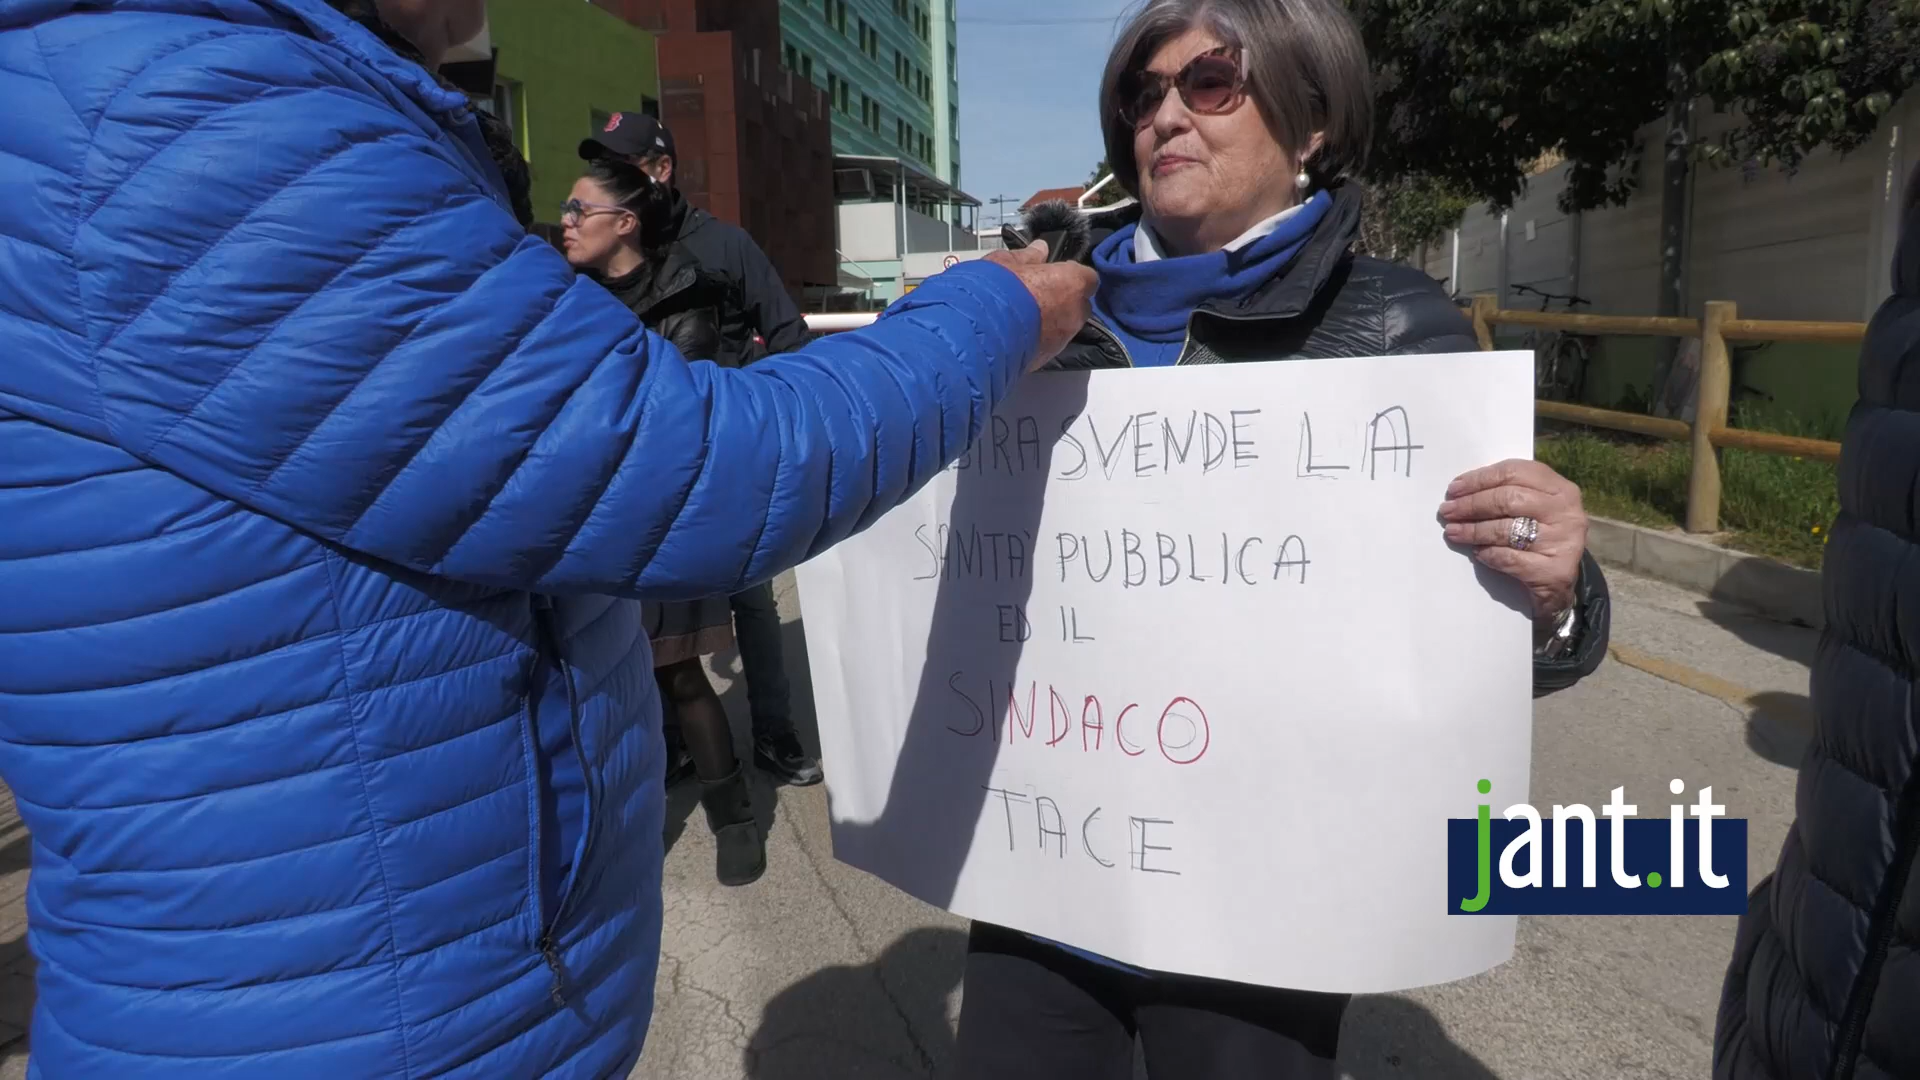 SVENDE LA
SANITA' PUBBLICA
ED IL
SINDACO
TACE
jant.it